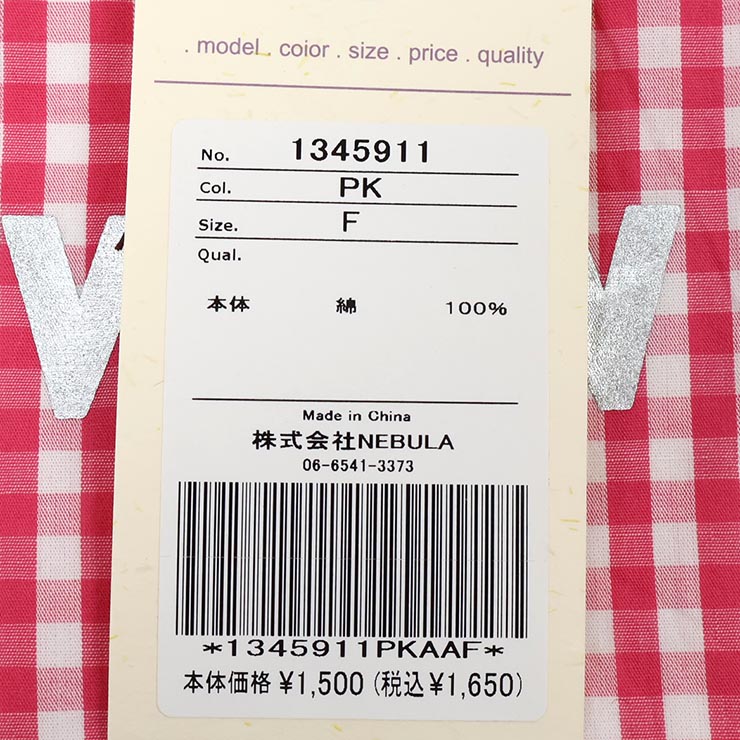 . model . coior . size . price . quality
No. 1345911
Col. PK
Size. F
Qual.
本体 綿 100%
Made in China
株式会社NEBULA
06-6541-3373
*1345911PKAAF*
本体価格 ¥1,500 (税込 ¥1,650)